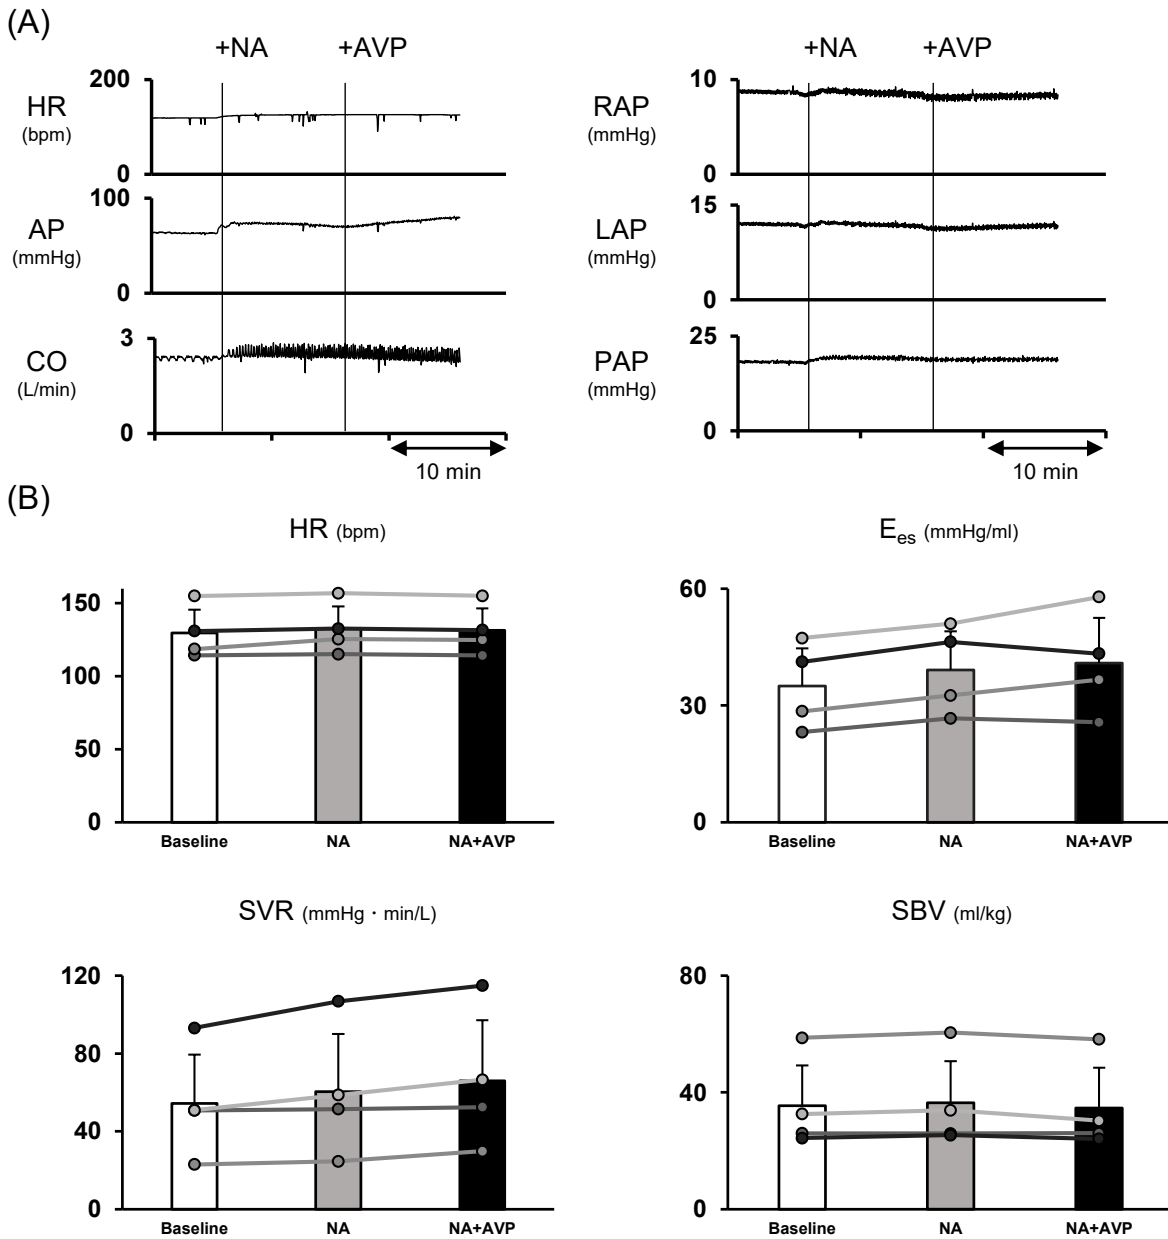 (A)
+NA +AVP
200
HR
(bpm)
0
100
AP
(mmHg)
0
3
CO
(L/min)
0
10 min
+NA +AVP
10
RAP
(mmHg)
0
15
LAP
(mmHg)
0
25
PAP
(mmHg)
0
10 min
(B)
HR (bpm)
150
100
50
0
Baseline NA NA+AVP
Ees (mmHg/ml)
60
30
0
Baseline NA NA+AVP
SVR (mmHg・min/L)
120
80
40
0
Baseline NA NA+AVP
SBV (ml/kg)
80
40
0
Baseline NA NA+AVP